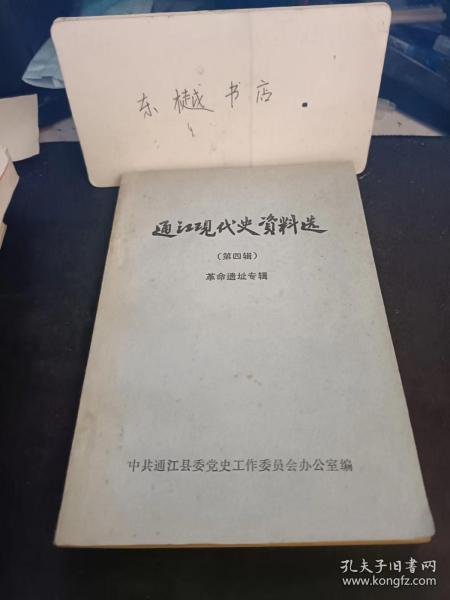 东樾书店
通江现代史资料选
（第四辑）
革命遗址专辑
中共通江县委党史工作委员会办公室编
孔夫子旧书网
www.kongfz.com